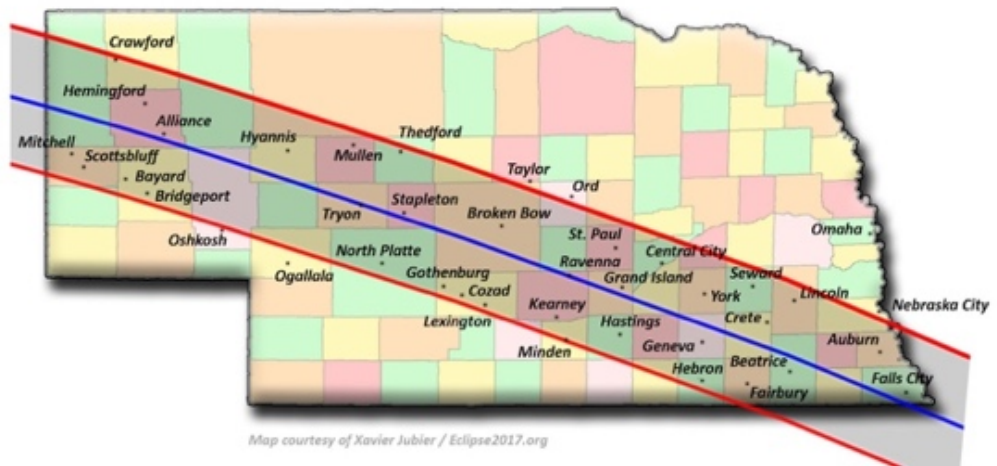 Crawford
Hemingford
Alliance
Mitchell
Scottsbluff
Bayard
Bridgeport
Oshkosh
Hyannis
Mullen
Thedford
Taylor
Ord
Tryon
Stapleton
Broken Bow
North Platte
Ogallala
Gothenburg
Cozad
Lexington
St. Paul
Ravenna
Central City
Grand Island
Kearney
Minden
Hastings
Omaha
Seward
York
Lincoln
Nebraska City
Crete
Geneva
Auburn
Hebron
Beatrice
Fairbury
Falls City
Map courtesy of Xavier Jubier / Eclipse2017.org